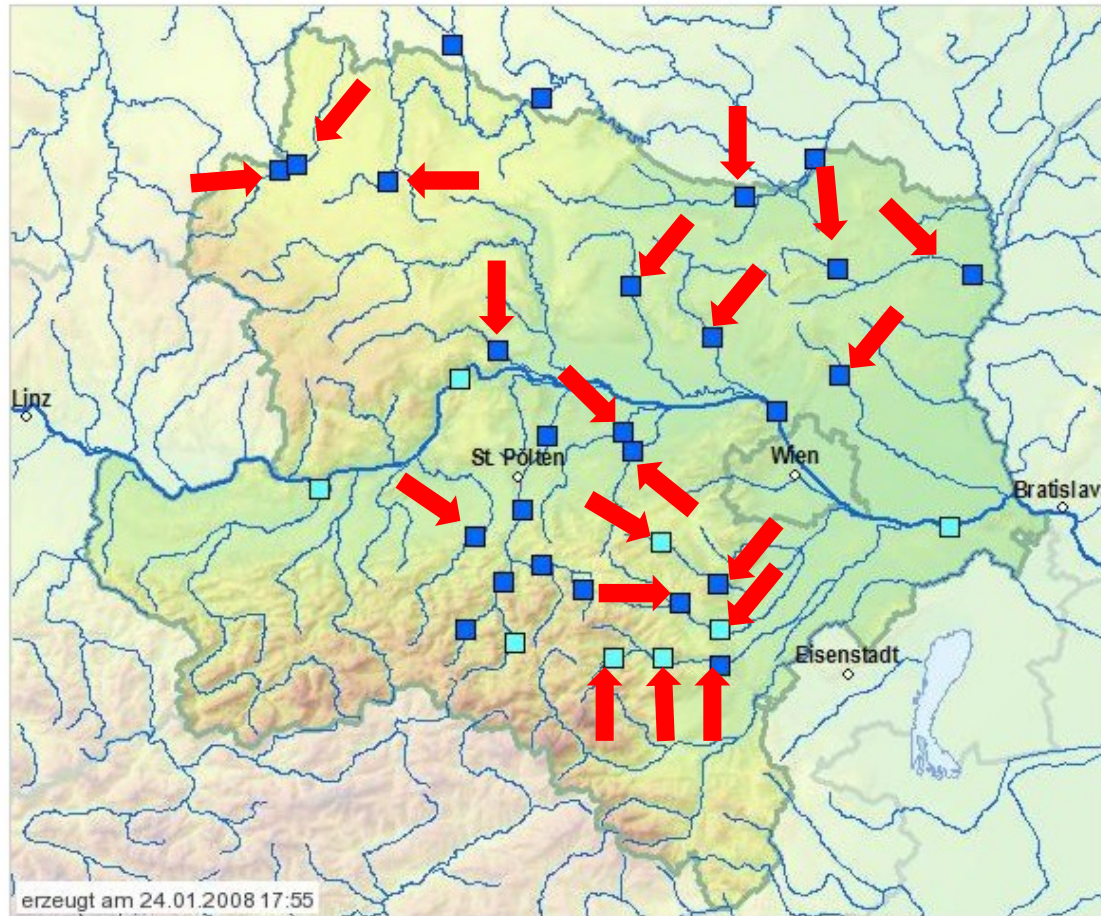 Linz
St. Pölten
Wien
Bratislav
Eisenstadt
erzeugt am 24.01.2008 17:55